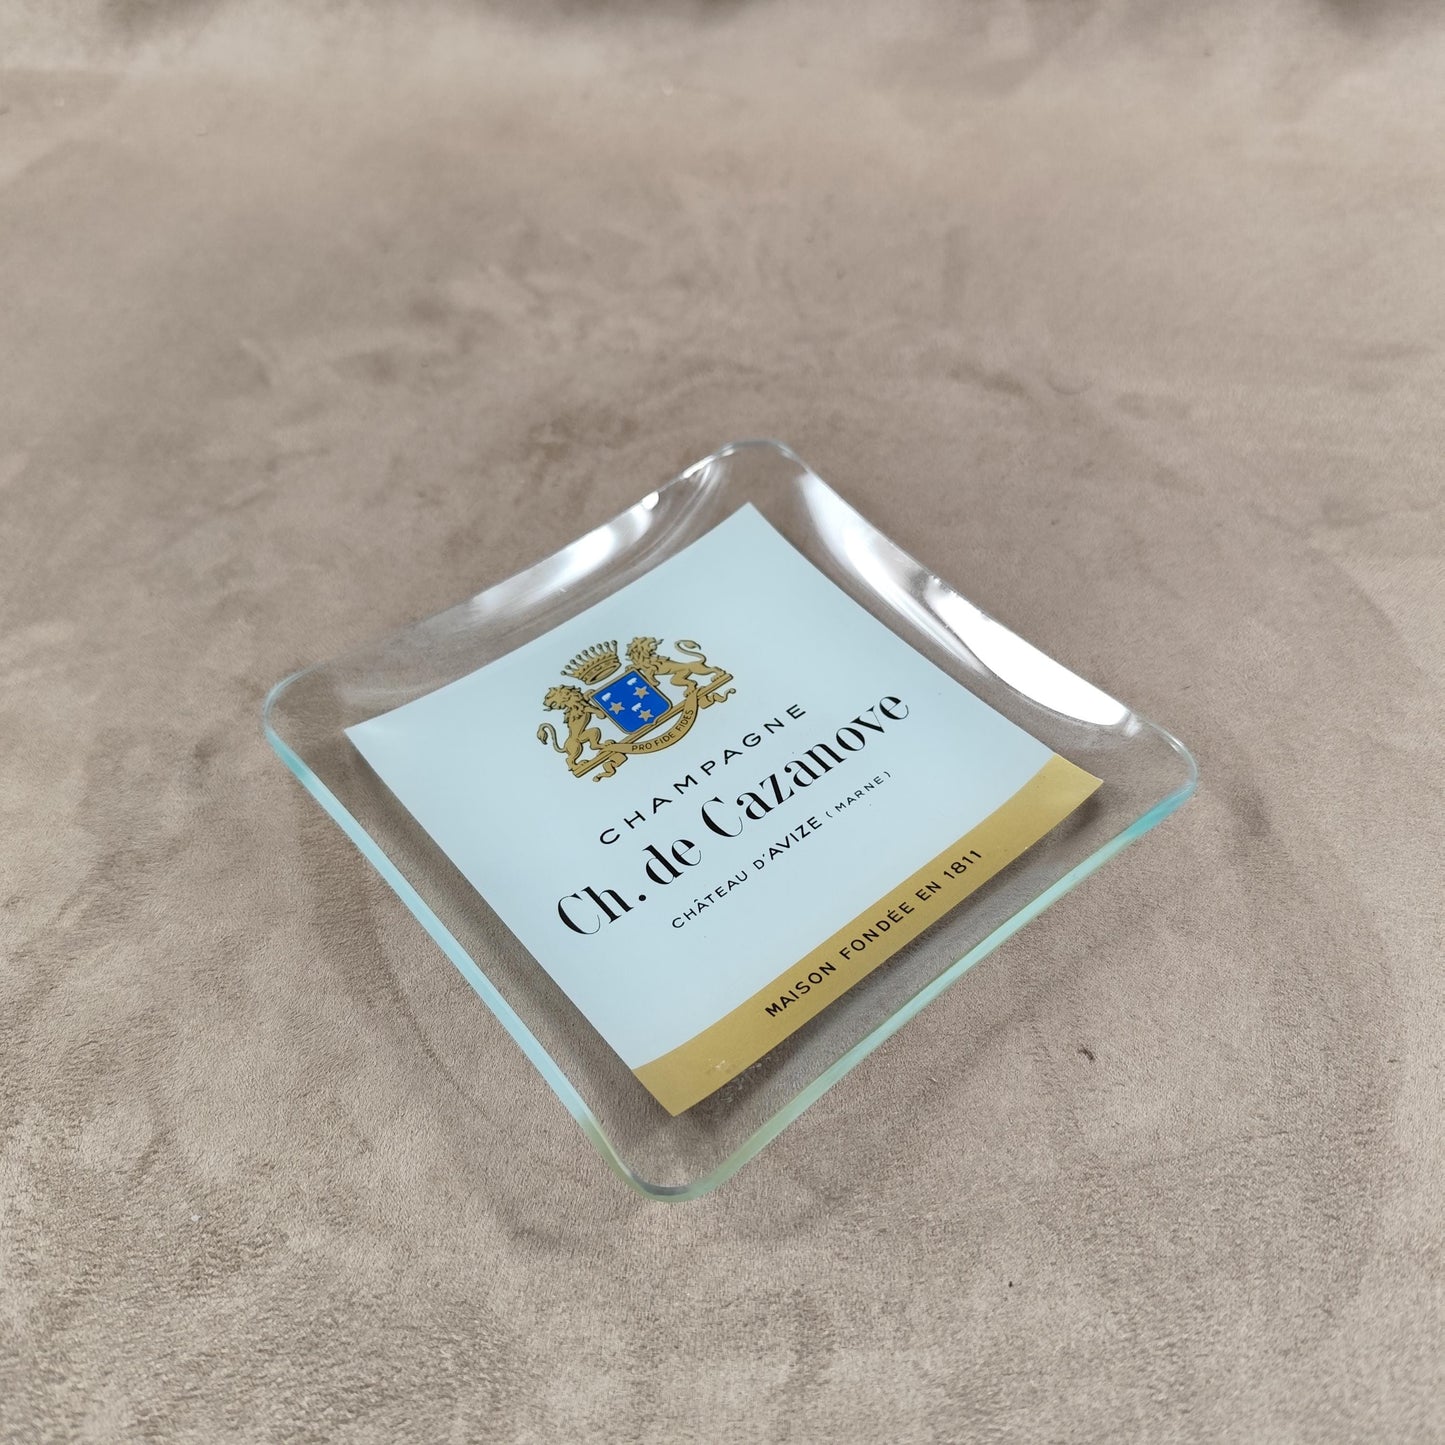 PRO FIDE FIDES
CHAMPAGNE
Ch. de Cazanove
CHÂTEAU D'AVIZE (MARNE)
MAISON FONDÉE EN 1811